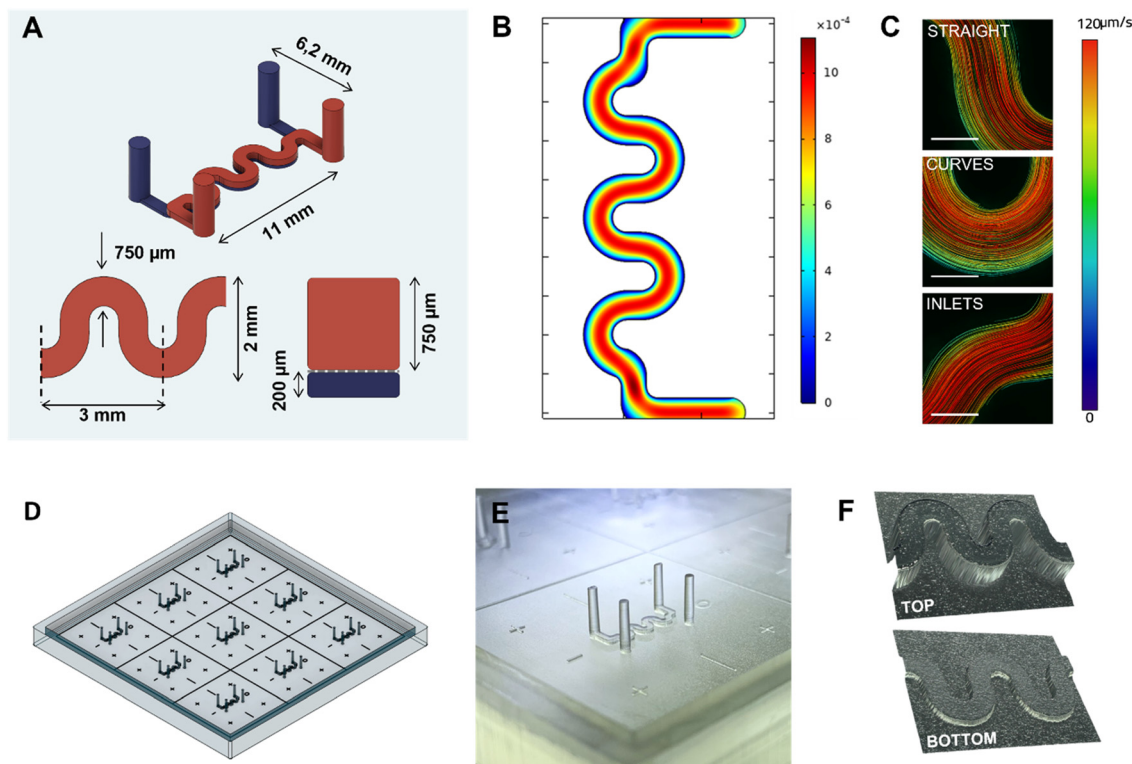 A
6,2 mm
11 mm
750 µm
2 mm
3 mm
750 µm
200 µm
B
×10⁻⁴
10
8
6
4
2
0
C
120µm/s
STRAIGHT
CURVES
INLETS
0
D
E
F
TOP
BOTTOM